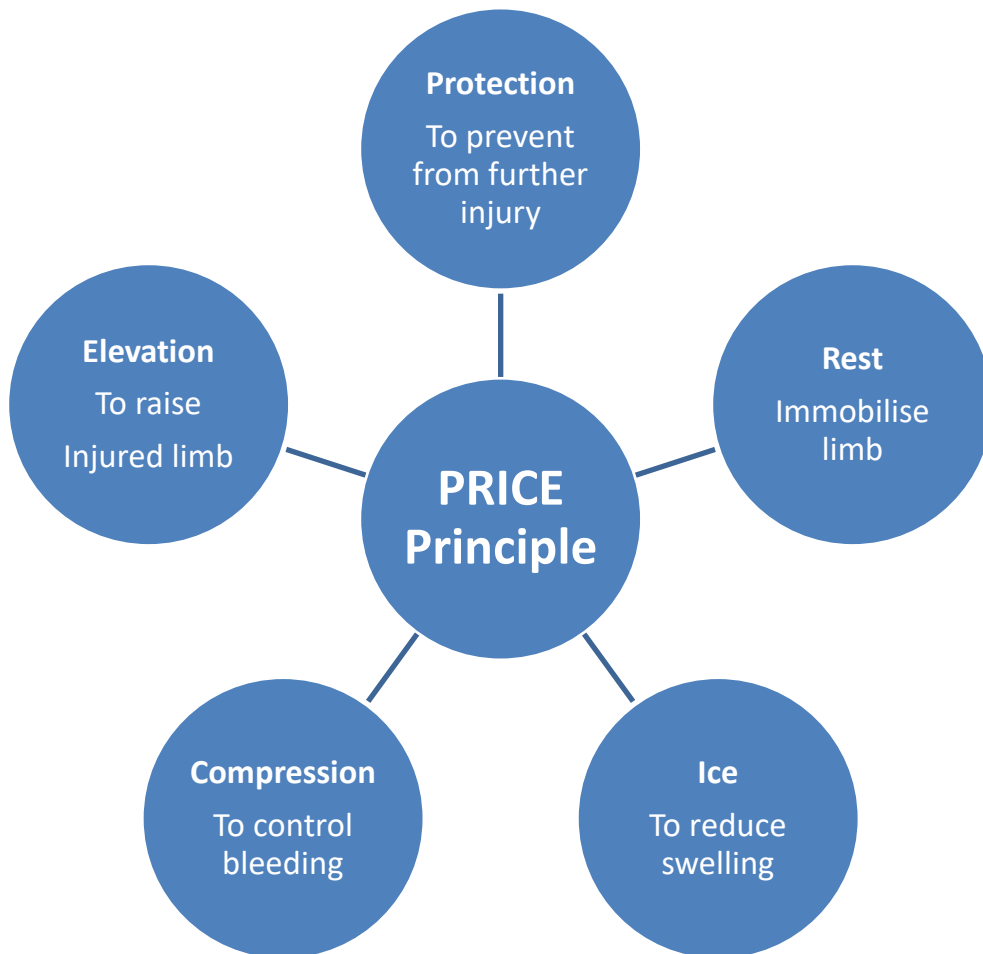 Protection
To prevent
from further
injury
Rest
Immobilise
limb
Ice
To reduce
swelling
Compression
To control
bleeding
Elevation
To raise
Injured limb
PRICE
Principle